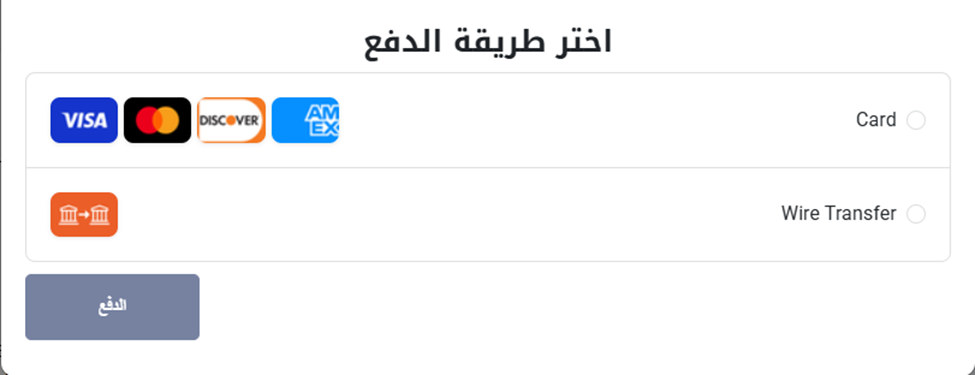 اختر طريقة الدفع
Card
VISA DISCOVER AM EX
Wire Transfer
الدفع